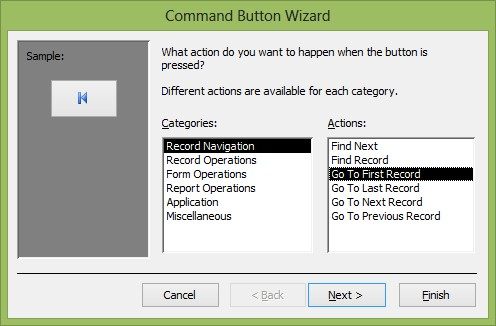 Command Button Wizard
Sample:
What action do you want to happen when the button is
pressed?
Different actions are available for each category.
Categories:
Record Navigation
Record Operations
Form Operations
Report Operations
Application
Miscellaneous
Actions:
Find Next
Find Record
Go To First Record
Go To Last Record
Go To Next Record
Go To Previous Record
Cancel
< Back
Next >
Finish